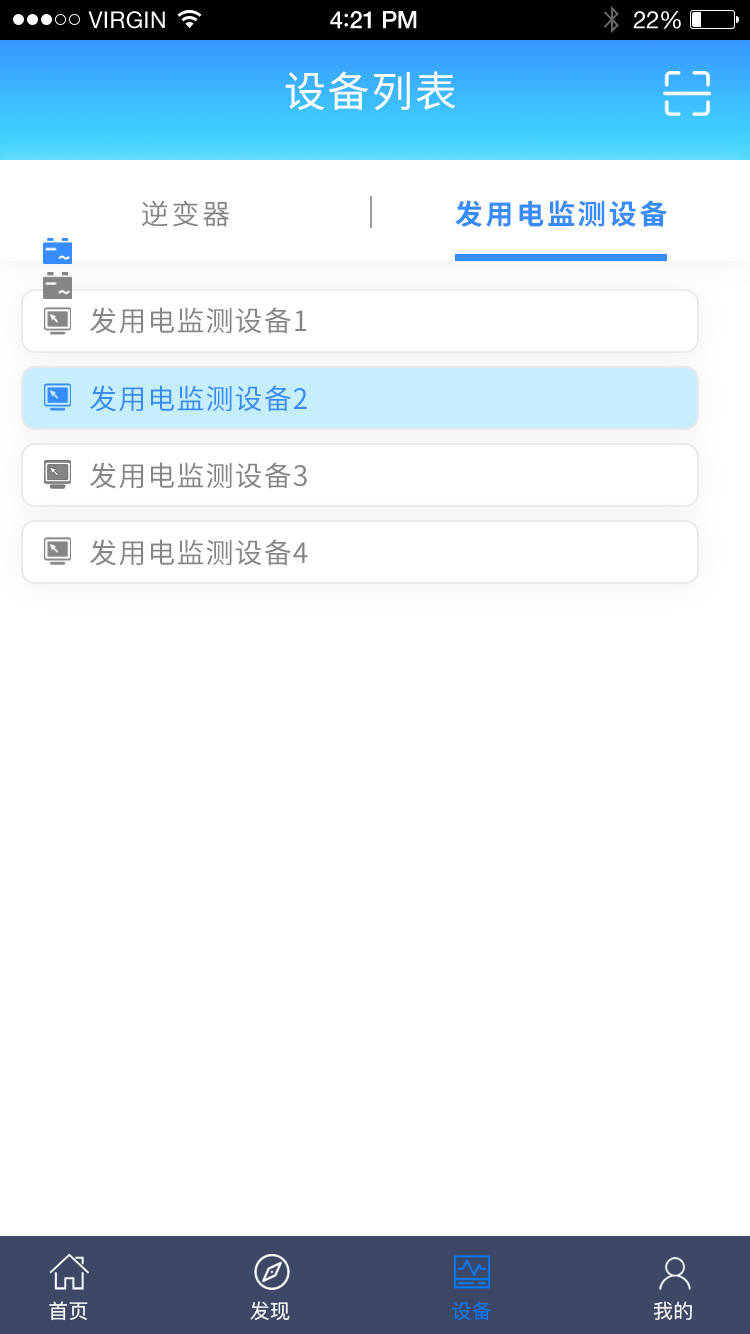 VIRGIN 4:21 PM 22%
设备列表
逆变器 发用电监测设备
发用电监测设备1
发用电监测设备2
发用电监测设备3
发用电监测设备4
首页 发现 设备 我的